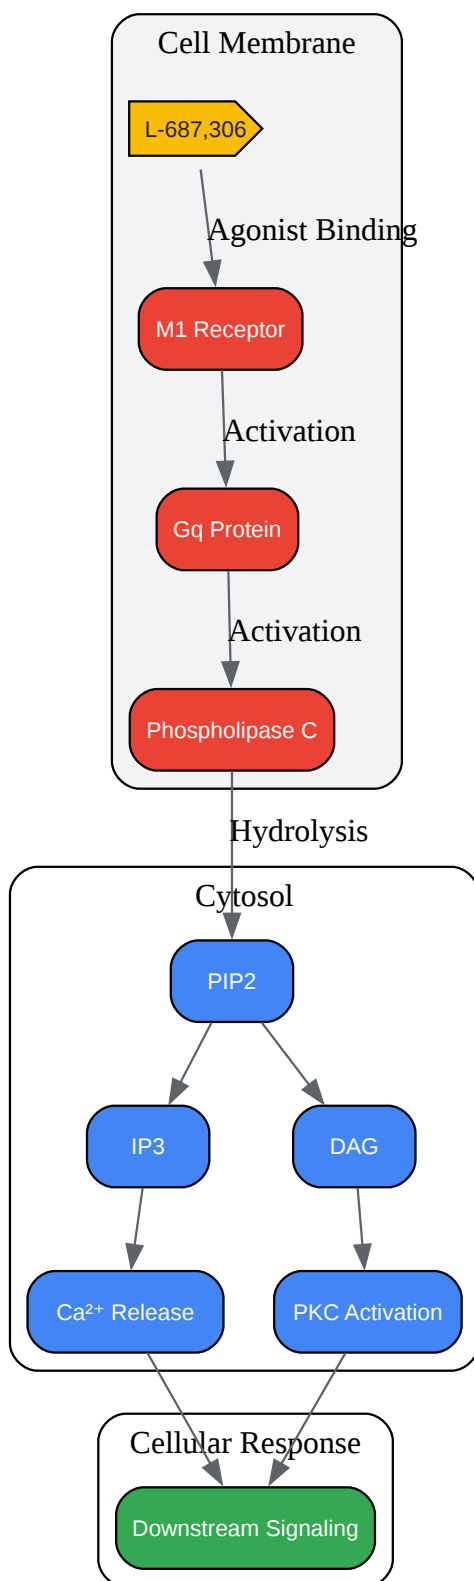 Cell Membrane
L-687,306
Agonist Binding
M1 Receptor
Activation
Gq Protein
Activation
Phospholipase C
Hydrolysis
Cytosol
PIP2
IP3
DAG
Ca²⁺ Release
PKC Activation
Cellular Response
Downstream Signaling